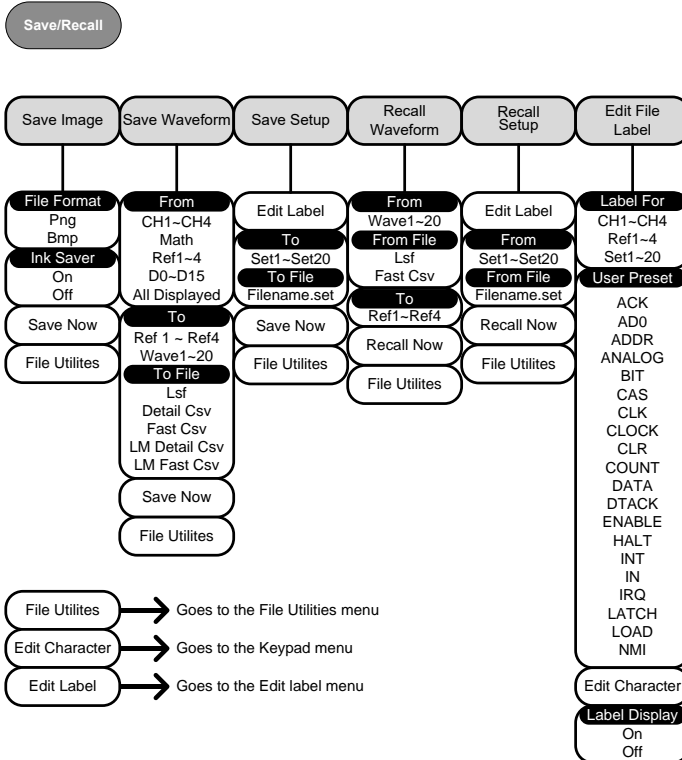 Save/Recall
Save Image
File Format
Png
Bmp
Ink Saver
On
Off
Save Now
File Utilites
Save Waveform
From
CH1~CH4
Math
Ref1~4
D0~D15
All Displayed
To
Ref 1 ~ Ref4
Wave1~20
To File
Lsf
Detail Csv
Fast Csv
LM Detail Csv
LM Fast Csv
Save Now
File Utilites
Save Setup
Edit Label
To
Set1~Set20
To File
Filename.set
Save Now
File Utilites
Recall
Waveform
From
Wave1~20
From File
Lsf
Fast Csv
To
Ref1~Ref4
Recall Now
File Utilites
Recall
Setup
Edit Label
From
Set1~Set20
From File
Filename.set
Recall Now
File Utilites
Edit File
Label
Label For
CH1~CH4
Ref1~4
Set1~20
User Preset
ACK
AD0
ADDR
ANALOG
BIT
CAS
CLK
CLOCK
CLR
COUNT
DATA
DTACK
ENABLE
HALT
INT
IN
IRQ
LATCH
LOAD
NMI
Edit Character
Label Display
On
Off
File Utilites Goes to the File Utilities menu
Edit Character Goes to the Keypad menu
Edit Label Goes to the Edit label menu